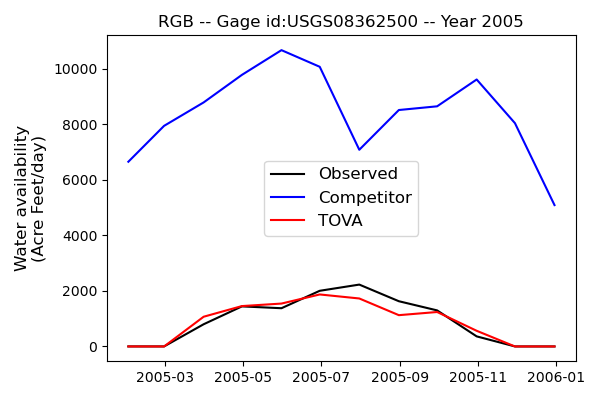 RGB -- Gage id:USGS08362500 -- Year 2005
Water availability
(Acre Feet/day)
10000
8000
6000
4000
2000
0
Observed
Competitor
TOVA
2005-03
2005-05
2005-07
2005-09
2005-11
2006-01